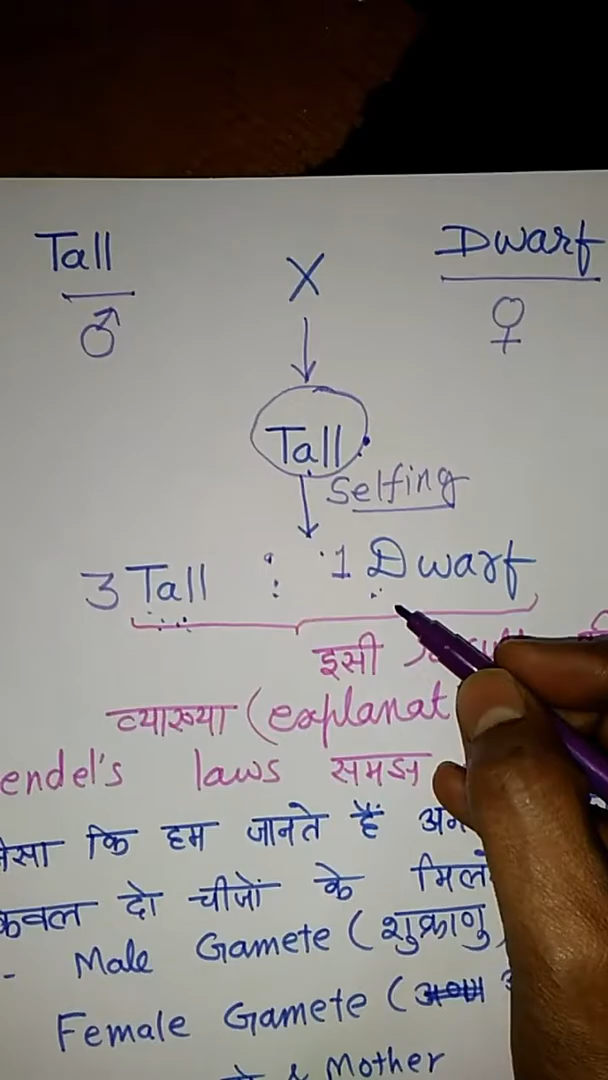 Tall X Dwarf
♂ ♀
Tall
Selfing
3 Tall : 1 Dwarf
इसी
व्याख्या (explanat
endel's laws समझ
कि हम जानते हैं
केवल दो चीजों के
- Male Gamete (शुक्राणु
Female Gamete (
& Mother